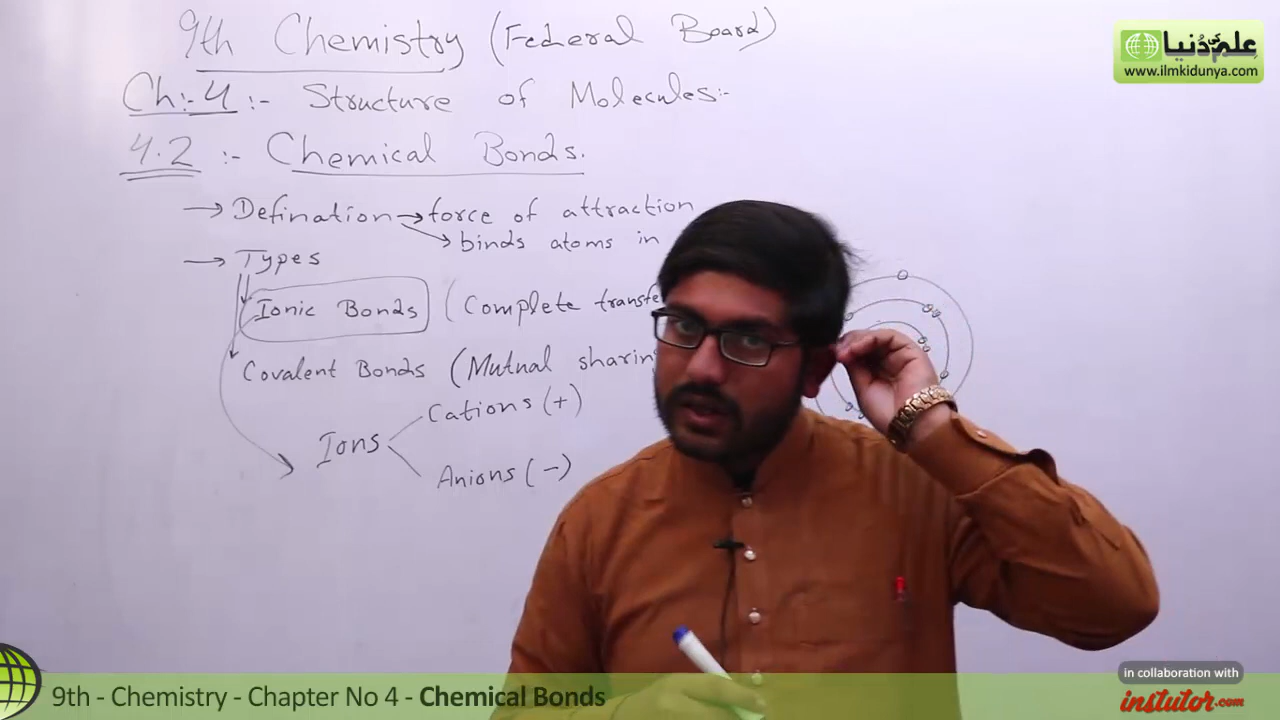 9th Chemistry (Federal Board)
Ch:-4 :- Structure of Molecules:-
4.2 :- Chemical Bonds.
→ Defination → force of attraction
→ binds atoms in
→ Types
Ionic Bonds (Complete transfe
Covalent Bonds (Mutual sharin
Ions
Cations (+)
Anions (-)
علم کی دنیا
www.ilmkidunya.com
9th - Chemistry - Chapter No 4 - Chemical Bonds
in collaboration with
instutor.com